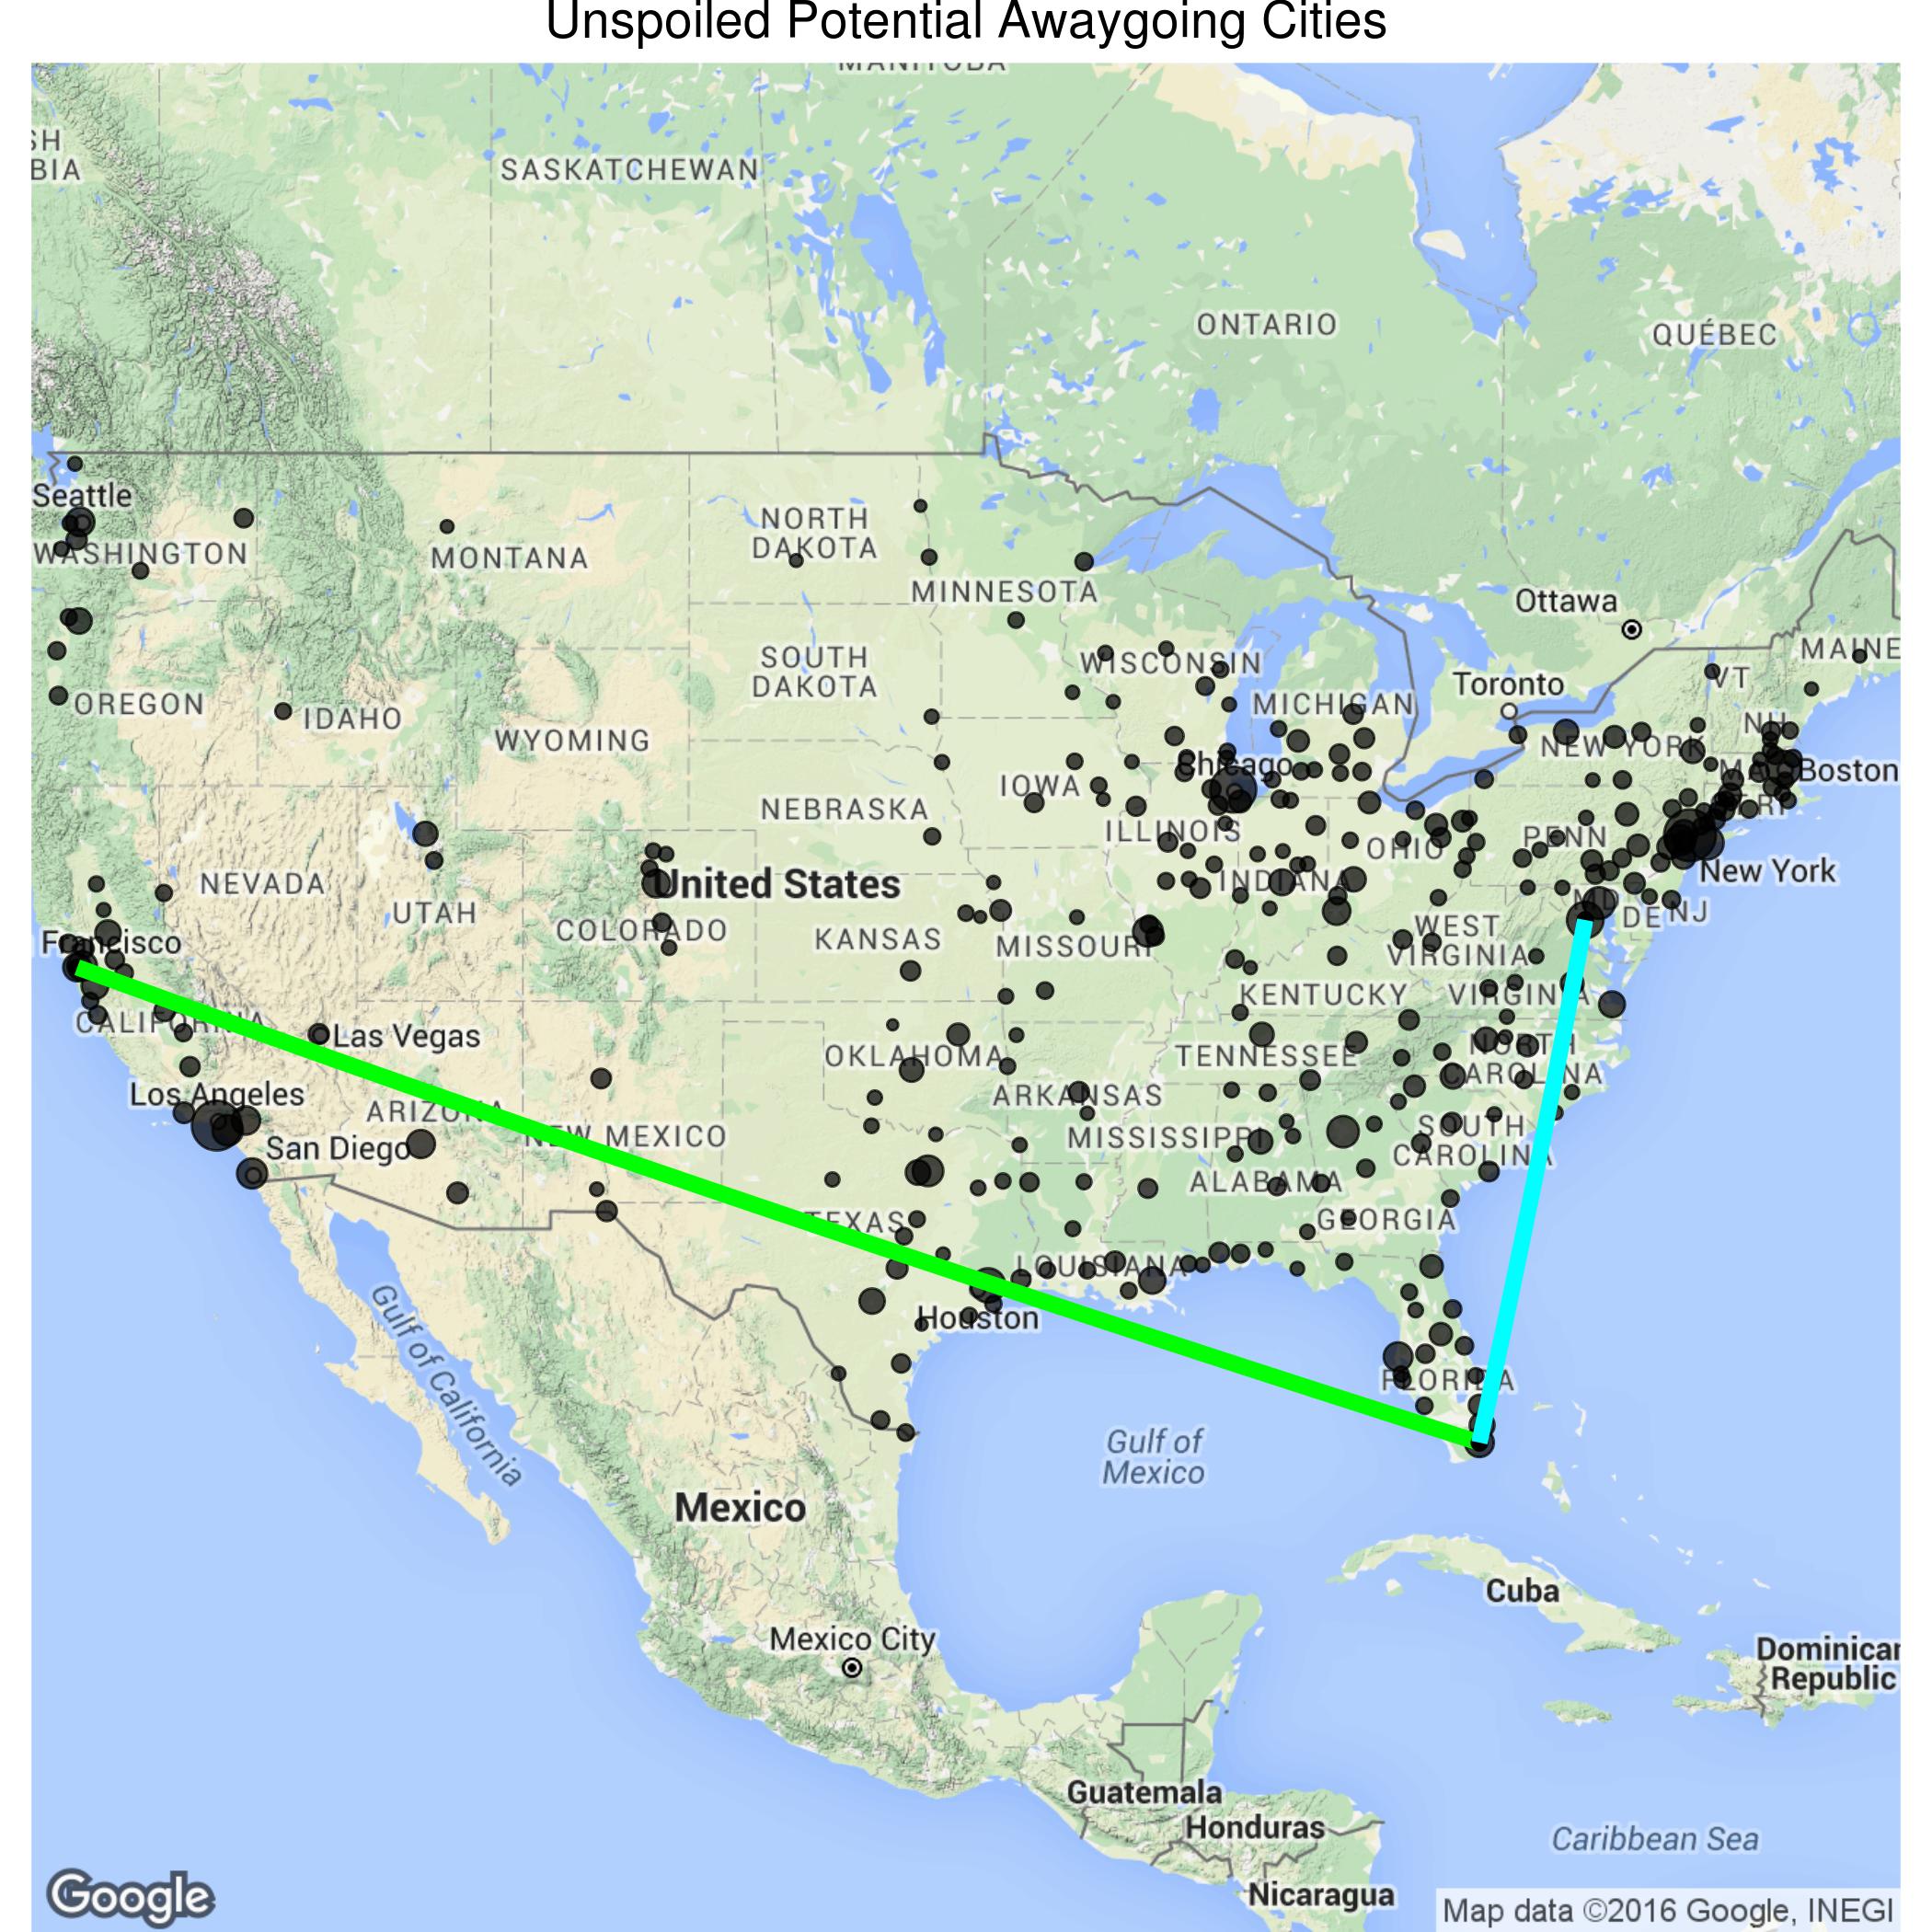 Unspoiled Potential Awaygoing Cities
MANITOBA
SH
BIA
SASKATCHEWAN
ONTARIO
QUÉBEC
Seattle
WASHINGTON
MONTANA
NORTH
DAKOTA
MINNESOTA
Ottawa
MAINE
WISCONSIN
SOUTH
DAKOTA
VT
Toronto
OREGON
IDAHO
MICHIGAN
NH
WYOMING
NEW YORK
Chicago
MA
Boston
IOWA
NEBRASKA
RI
ILLINOIS
PENN
OHIO
New York
NEVADA
United States
INDIANA
MD
DE
NJ
UTAH
COLORADO
KANSAS
MISSOURI
WEST
VIRGINIA
Francisco
CALIFORNIA
KENTUCKY
VIRGINIA
Las Vegas
OKLAHOMA
TENNESSEE
NORTH
CAROLINA
Los Angeles
ARIZONA
ARKANSAS
NEW MEXICO
MISSISSIPPI
SOUTH
CAROLINA
San Diego
ALABAMA
TEXAS
GEORGIA
LOUISIANA
Houston
Gulf of California
FLORIDA
Gulf of
Mexico
Mexico
Cuba
Mexico City
Dominican
Republic
Guatemala
Honduras
Caribbean Sea
Nicaragua
Google
Map data ©2016 Google, INEGI